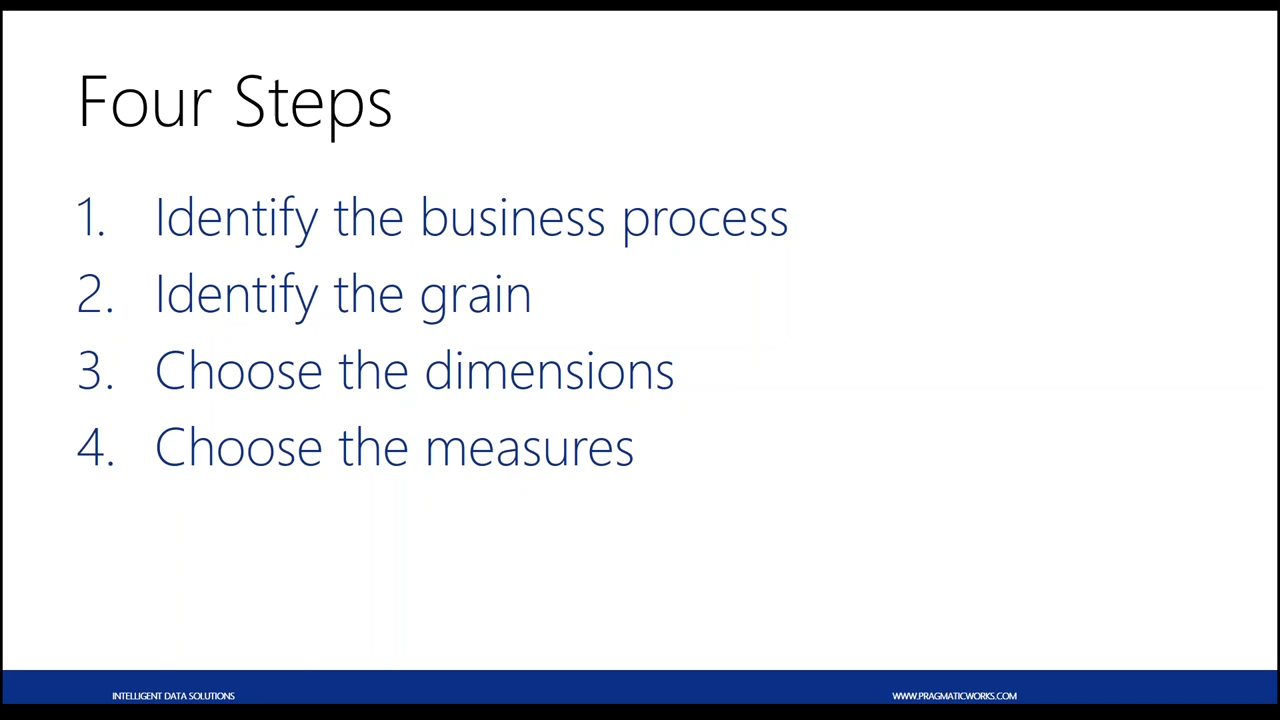 Four Steps
1. Identify the business process
2. Identify the grain
3. Choose the dimensions
4. Choose the measures
INTELLIGENT DATA SOLUTIONS
WWW.PRAGMATICWORKS.COM